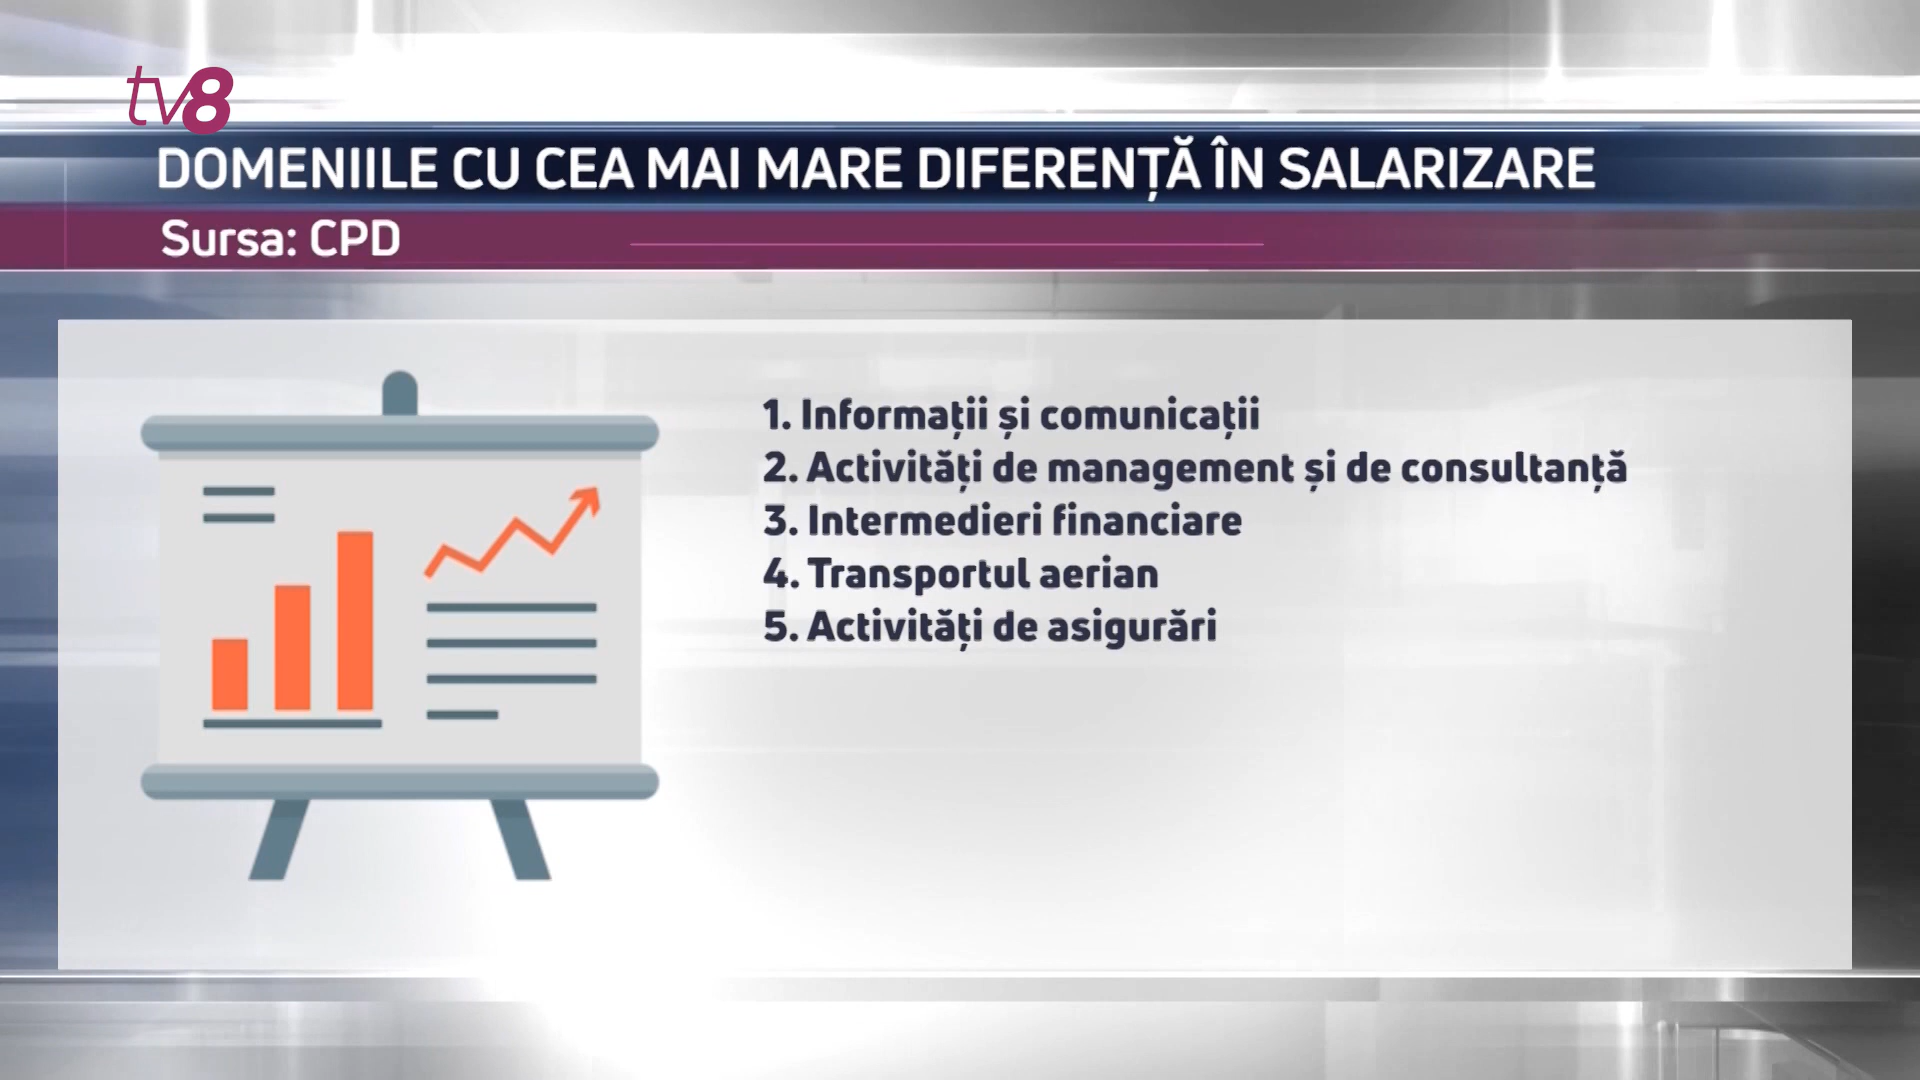 tv8
DOMENIILE CU CEA MAI MARE DIFERENȚĂ ÎN SALARIZARE
Sursa: CPD
1. Informații și comunicații
2. Activități de management și de consultanță
3. Intermedieri financiare
4. Transportul aerian
5. Activități de asigurări